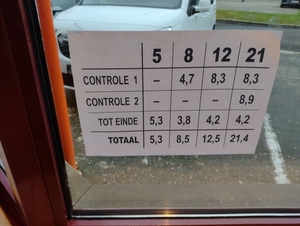 5 8 12 21
CONTROLE 1 – 4,7 8,3 8,3
CONTROLE 2 – – – 8,9
TOT EINDE 5,3 3,8 4,2 4,2
TOTAAL 5,3 8,5 12,5 21,4